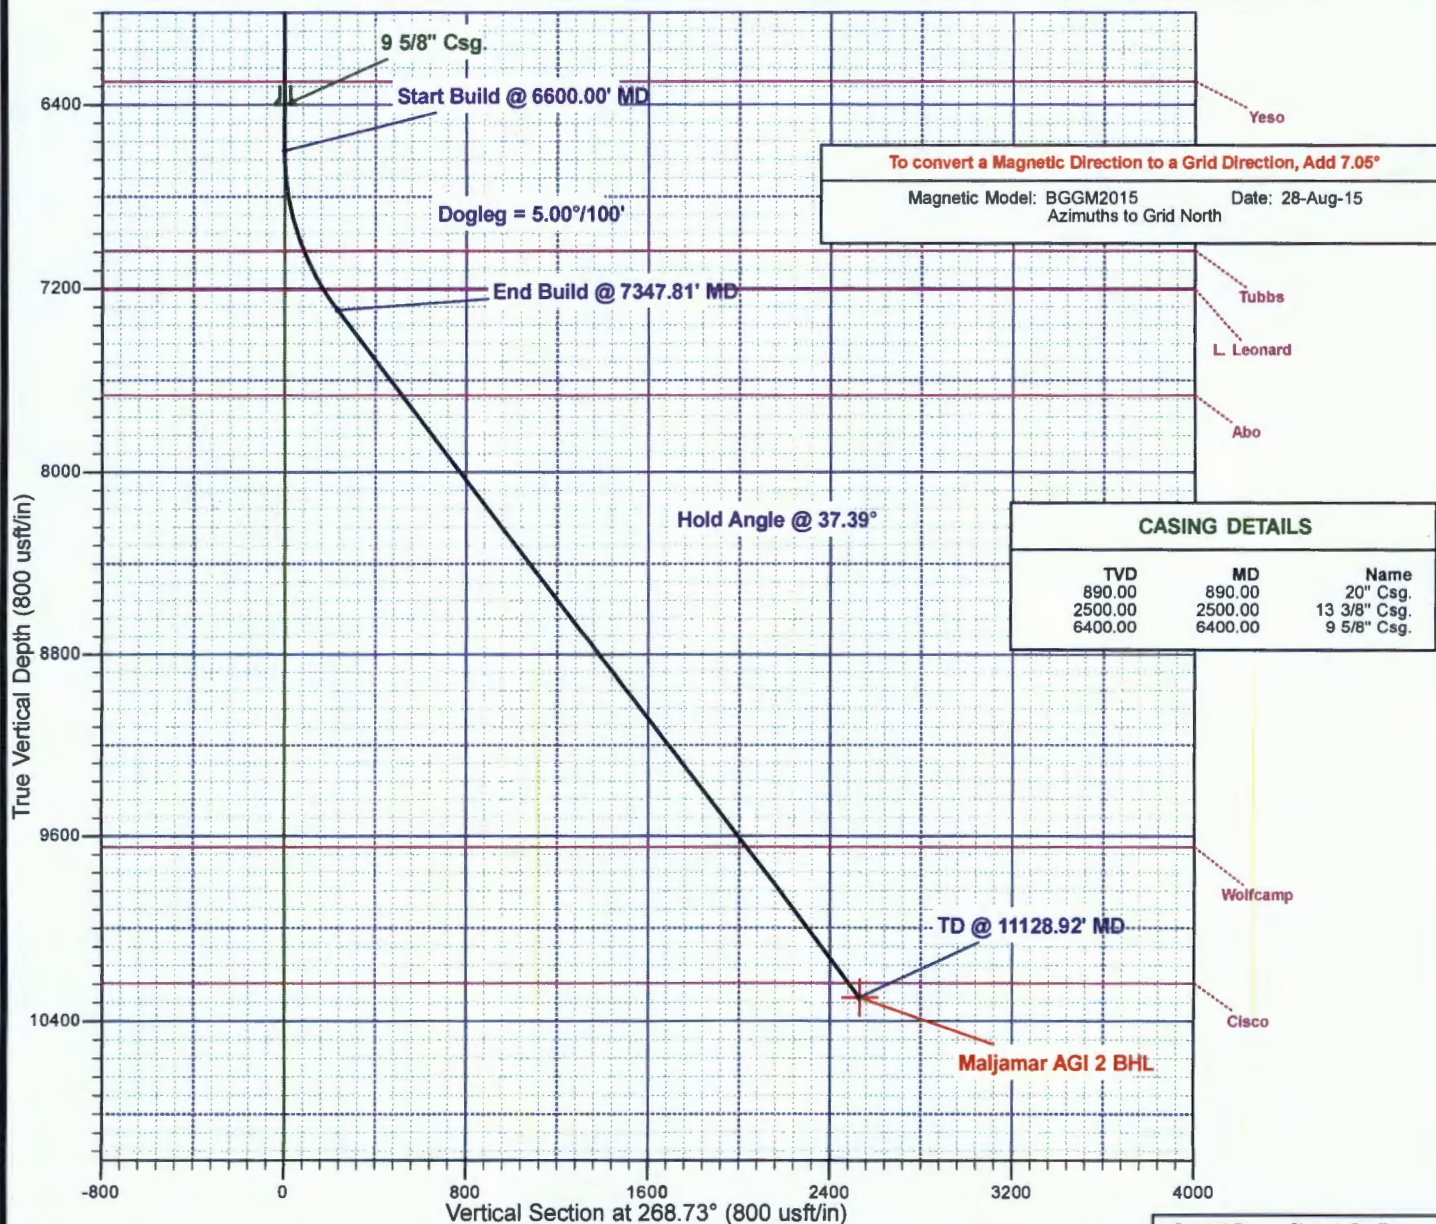 9 5/8" Csg.
Start Build @ 6600.00' MD
6400
Yeso
To convert a Magnetic Direction to a Grid Direction, Add 7.05°
Magnetic Model: BGGM2015 Date: 28-Aug-15
Azimuths to Grid North
Dogleg = 5.00°/100'
7200
End Build @ 7347.81' MD
Tubbs
L. Leonard
Abo
8000
Hold Angle @ 37.39°
CASING DETAILS
TVD MD Name
890.00 890.00 20" Csg.
2500.00 2500.00 13 3/8" Csg.
6400.00 6400.00 9 5/8" Csg.
True Vertical Depth (800 usft/in)
8800
9600
Wolfcamp
TD @ 11128.92' MD
10400
Cisco
Maljamar AGI 2 BHL
-800 0 800 1600 2400 3200 4000
Vertical Section at 268.73° (800 usft/in)